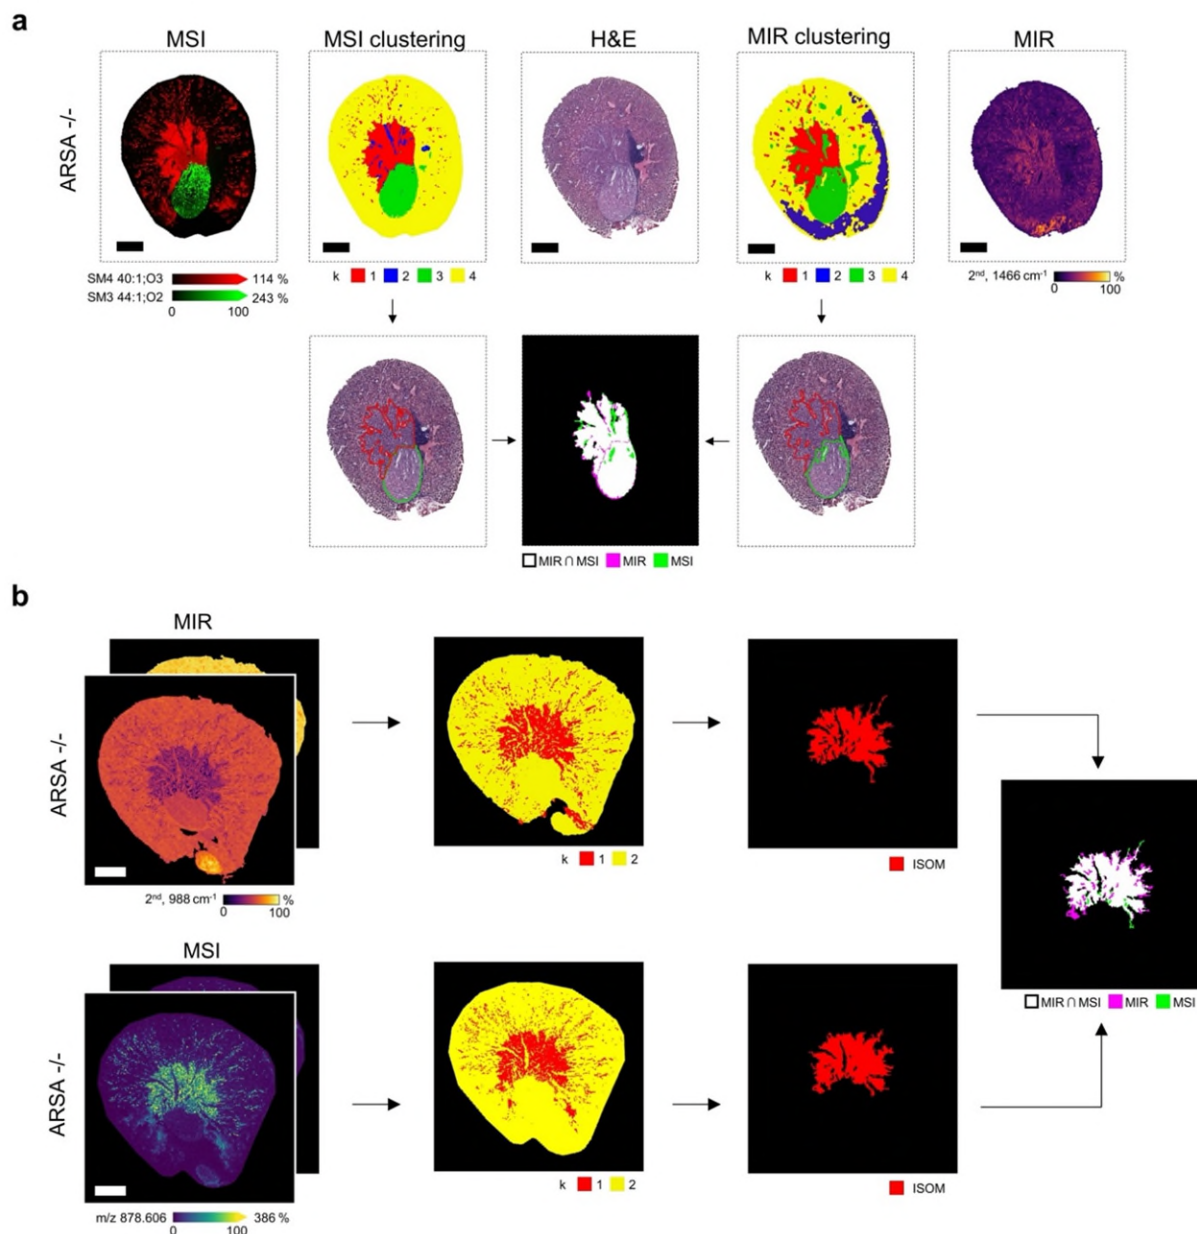 a
MSI
MSI clustering
H&E
MIR clustering
MIR
ARSA -/-
SM4 40:1;O3 114 %
SM3 44:1;O2 243 %
0 100
k 1 2 3 4
k 1 2 3 4
2nd, 1466 cm-1 %
0 100
MIR ∩ MSI MIR MSI
b
MIR
ARSA -/-
2nd, 988 cm-1 %
0 100
k 1 2
ISOM
MIR ∩ MSI MIR MSI
MSI
ARSA -/-
m/z 878.606 386 %
0 100
k 1 2
ISOM